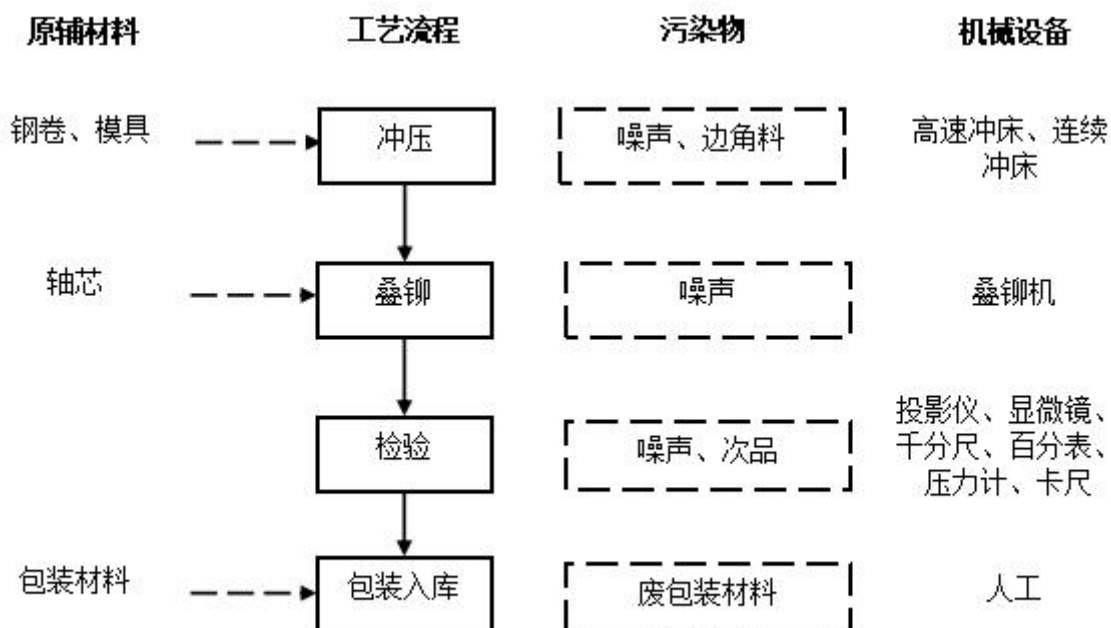 原辅材料 工艺流程 污染物 机械设备
钢卷、模具 冲压 噪声、边角料 高速冲床、连续
冲床
轴芯 叠铆 噪声 叠铆机
检验 噪声、次品 投影仪、显微镜、
千分尺、百分表、
压力计、卡尺
包装材料 包装入库 废包装材料 人工